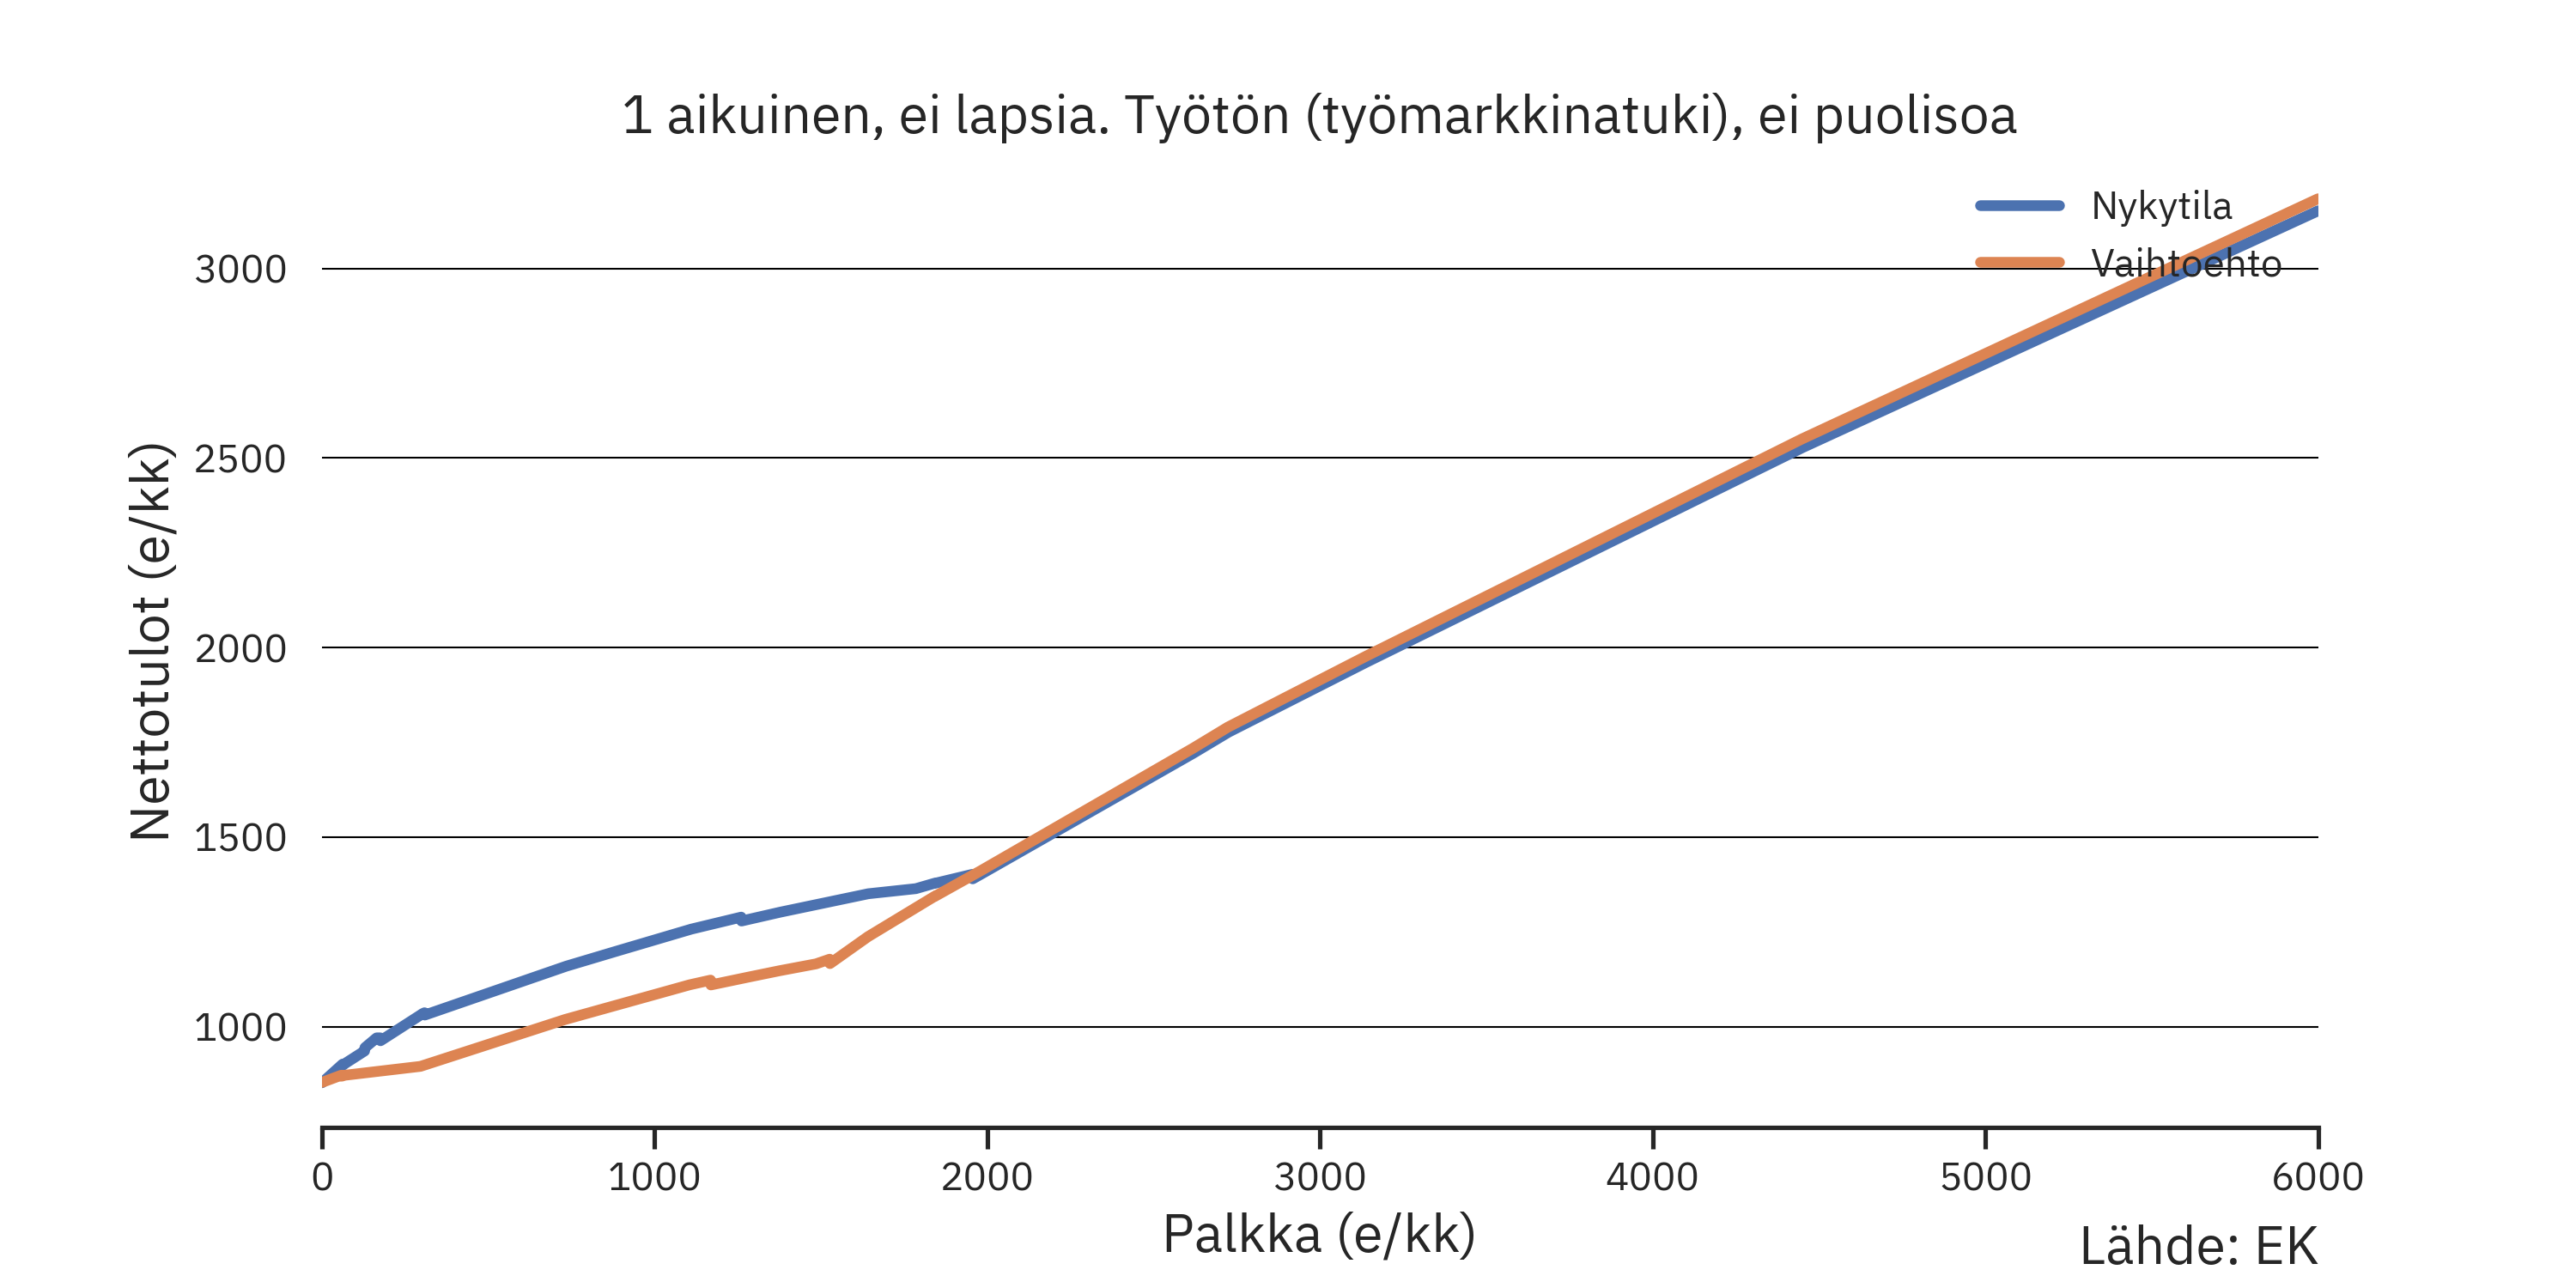 1 aikuinen, ei lapsia. Työtön (työmarkkinatuki), ei puolisoa
Nykytila
Vaihtoehto
Nettotulot (e/kk)
3000
2500
2000
1500
1000
0 1000 2000 3000 4000 5000 6000
Palkka (e/kk)
Lähde: EK